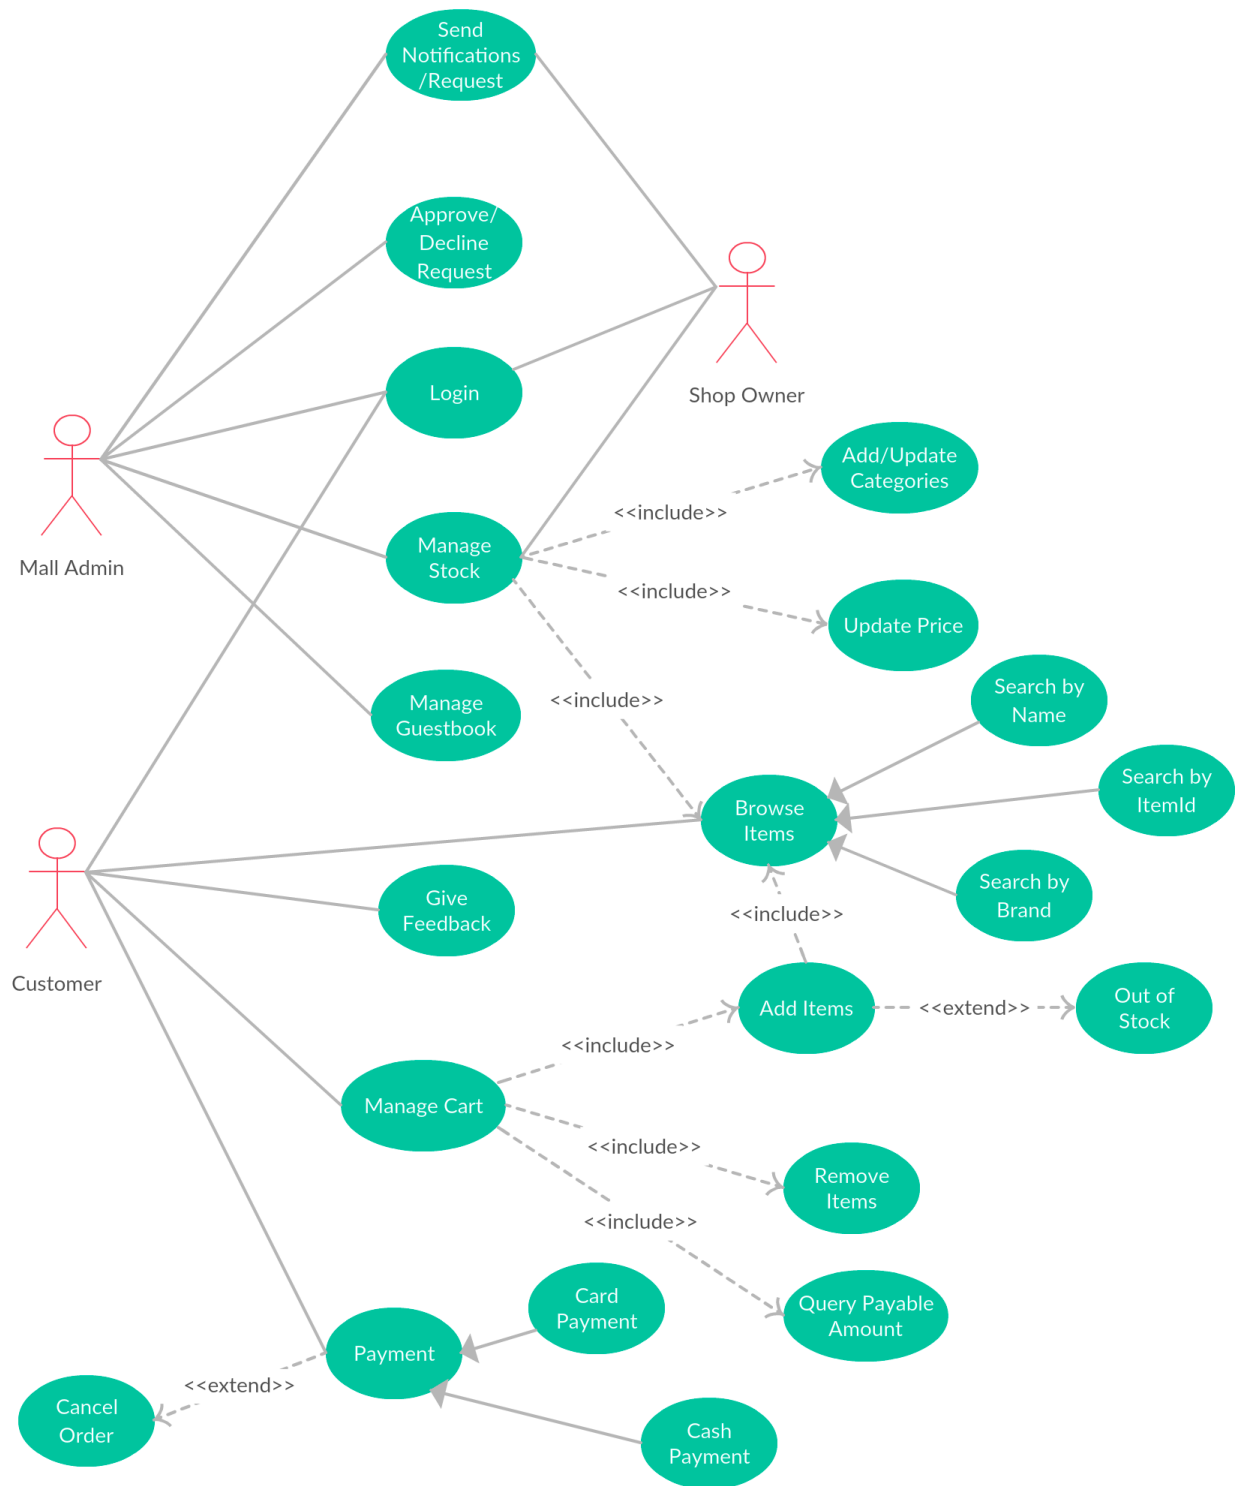 Send
Notifications
/Request
Approve/
Decline
Request
Shop Owner
Login
Add/Update
Categories
<<include>>
Mall Admin
Manage
Stock
<<include>>
Update Price
<<include>>
Manage
Guestbook
Search by
Name
Search by
ItemId
Browse
Items
Search by
Brand
Give
Feedback
<<include>>
Customer
Add Items
<<extend>>
Out of
Stock
<<include>>
Manage Cart
<<include>>
Remove
Items
<<include>>
Query Payable
Amount
Card
Payment
Payment
<<extend>>
Cancel
Order
Cash
Payment